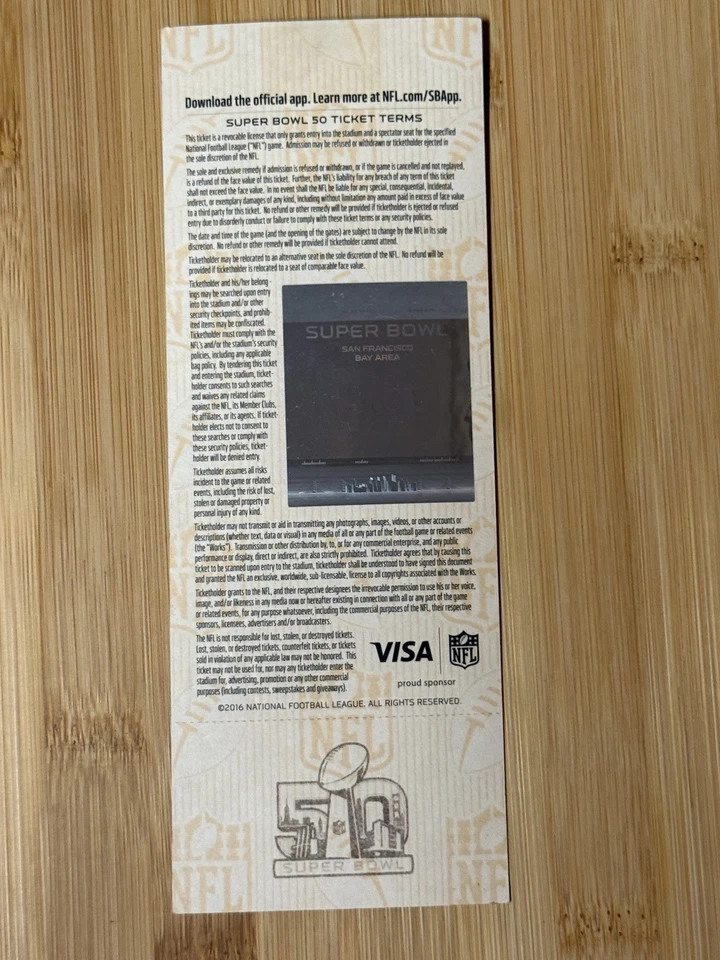 NFL
NFL
Download the official app. Learn more at NFL.com/SBApp.
SUPER BOWL 50 TICKET TERMS
This ticket is a revocable license that only grants entry into the stadium and a spectator seat for the specified
National Football League ("NFL") game. Admission may be refused or withdrawn or ticketholder ejected in
the sole discretion of the NFL.
The sole and exclusive remedy if admission is refused or withdrawn, or if the game is cancelled and not replayed,
is a refund of the face value of this ticket. Further, the NFL's liability for any breach of any term of this ticket
shall not exceed the face value. In no event shall the NFL be liable for any special, consequential, incidental,
indirect, or exemplary damages of any kind, including without limitation any amount paid in excess of face value
to a third party for this ticket. No refund or other remedy will be provided if ticketholder is ejected or refused
entry due to disorderly conduct or failure to comply with these ticket terms or any security policies.
The date and time of the game (and the opening of the gates) are subject to change by the NFL in its sole
discretion. No refund or other remedy will be provided if ticketholder cannot attend.
Ticketholder may be relocated to an alternative seat in the sole discretion of the NFL. No refund will be
provided if ticketholder is relocated to a seat of comparable face value.
Ticketholder and his/her belong-
ings may be searched upon entry
into the stadium and/or other
security checkpoints, and prohib-
ited items may be confiscated.
Ticketholder must comply with the
NFL's and/or the stadium's security
policies, including any applicable
bag policy. By tendering this ticket
and entering the stadium, ticket-
holder consents to such searches
and waives any related claims
against the NFL, its Member Clubs,
its affiliates, or its agents. If ticket-
holder elects not to consent to
these searches or comply with
these security policies, ticket-
holder will be denied entry.
Ticketholder assumes all risks
incident to the game or related
events, including the risk of lost,
stolen or damaged property or
personal injury of any kind.
SUPER BOWL
SAN FRANCISCO
BAY AREA
Ticketholder may not transmit or aid in transmitting any photographs, images, videos, or other accounts or
descriptions (whether text, data or visual) in any media of all or any part of the football game or related events
(the "Works"). Transmission or other distribution by, to, or for any commercial enterprise, and any public
performance or display, direct or indirect, are also strictly prohibited. Ticketholder agrees that by causing this
ticket to be scanned upon entry to the stadium, ticketholder shall be understood to have signed this document
and granted the NFL an exclusive, worldwide, sub-licensable, license to all copyrights associated with the Works.
Ticketholder grants to the NFL, and their respective designees the irrevocable permission to use his or her voice,
image, and/or likeness in any media now or hereafter existing in connection with all or any part of the game
or related events, for any purpose whatsoever, including the commercial purposes of the NFL, their respective
sponsors, licensees, advertisers and/or broadcasters.
The NFL is not responsible for lost, stolen, or destroyed tickets.
Lost, stolen, or destroyed tickets, counterfeit tickets, or tickets
sold in violation of any applicable law may not be honored. This
ticket may not be used for, nor may any ticketholder enter the
stadium for, advertising, promotion or any other commercial
purposes (including contests, sweepstakes and giveaways).
VISA
NFL
proud sponsor
©2016 NATIONAL FOOTBALL LEAGUE. ALL RIGHTS RESERVED.
NFL
50
SUPER BOWL
NFL
NFL